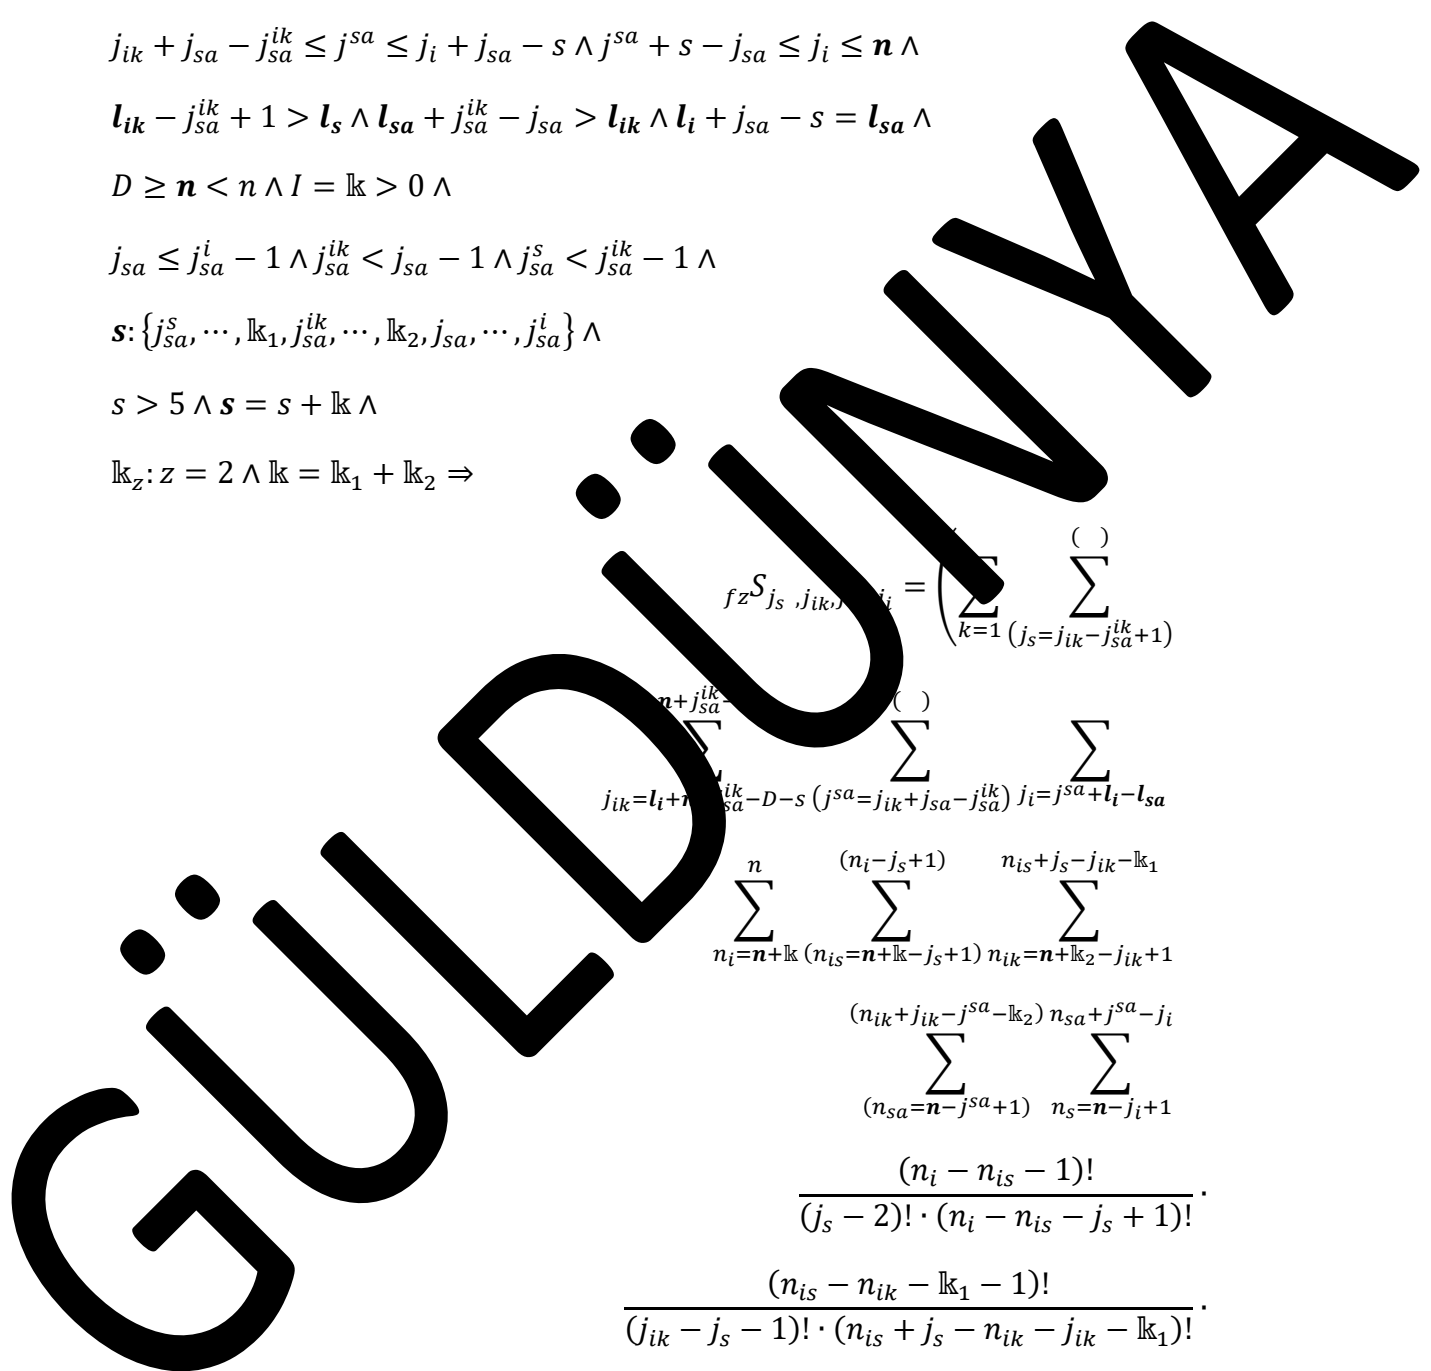 j_{ik} + j_{sa} − j_{sa}^{ik} ≤ j^{sa} ≤ j_i + j_{sa} − s ∧ j^{sa} + s − j_{sa} ≤ j_i ≤ 𝒏 ∧
𝒍_{𝒊𝒌} − j_{sa}^{ik} + 1 > 𝒍_𝒔 ∧ 𝒍_{𝒔𝒂} + j_{sa}^{ik} − j_{sa} > 𝒍_{𝒊𝒌} ∧ 𝒍_𝒊 + j_{sa} − s = 𝒍_{𝒔𝒂} ∧
D ≥ 𝒏 < n ∧ I = 𝕜 > 0 ∧
j_{sa} ≤ j_{sa}^{i} − 1 ∧ j_{sa}^{ik} < j_{sa} − 1 ∧ j_{sa}^{s} < j_{sa}^{ik} − 1 ∧
𝒔: {j_{sa}^{s}, ⋯ , 𝕜_1, j_{sa}^{ik}, ⋯ , 𝕜_2, j_{sa}, ⋯ , j_{sa}^{i}} ∧
s > 5 ∧ 𝒔 = s + 𝕜 ∧
𝕜_z: z = 2 ∧ 𝕜 = 𝕜_1 + 𝕜_2 ⇒
GÜLDÜNYA
_{fz}S_{j_s ,j_{ik}, j_i} = ( ∑_{k=1} ∑_{(j_s=j_{ik}−j_{sa}^{ik}+1)}^{( )}
∑_{j_{ik}=𝒍_𝒊+ j_{sa}^{ik}−D−s}^{𝒏+j_{sa}^{ik}−} ∑_{(j^{sa}=j_{ik}+j_{sa}−j_{sa}^{ik})}^{( )} ∑_{j_i=j^{sa}+𝒍_𝒊−𝒍_{𝒔𝒂}}
∑_{n_i=𝒏+𝕜}^{n} ∑_{(n_{is}=𝒏+𝕜−j_s+1)}^{(n_i−j_s+1)} ∑_{n_{ik}=𝒏+𝕜_2−j_{ik}+1}^{n_{is}+j_s−j_{ik}−𝕜_1}
∑_{(n_{sa}=𝒏−j^{sa}+1)}^{(n_{ik}+j_{ik}−j^{sa}−𝕜_2)} ∑_{n_s=𝒏−j_i+1}^{n_{sa}+j^{sa}−j_i}
(n_i − n_{is} − 1)!
(j_s − 2)! · (n_i − n_{is} − j_s + 1)! ·
(n_{is} − n_{ik} − 𝕜_1 − 1)!
(j_{ik} − j_s − 1)! · (n_{is} + j_s − n_{ik} − j_{ik} − 𝕜_1)! ·